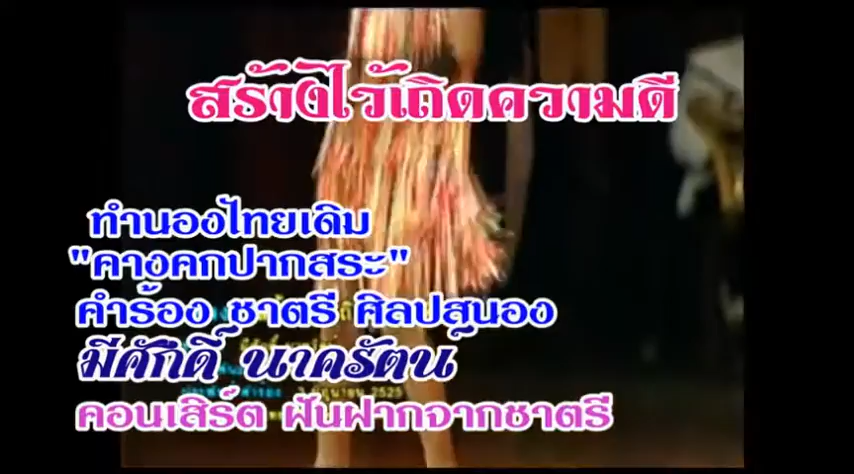 สร้างไว้เถิดความดี
ทำนองไทยเดิม
"คางคกปากสระ"
คำร้อง ชาตรี ศิลปสนอง
มีศักดิ์ นาครัตน์
คอนเสิร์ต ฝันฝากจากชาตรี
2525